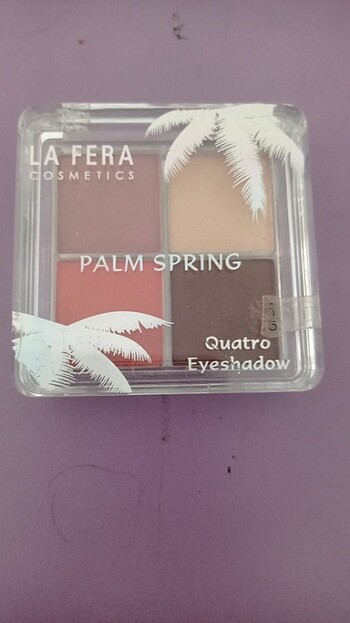 LA FERA
COSMETICS
PALM SPRING
Quatro
Eyeshadow